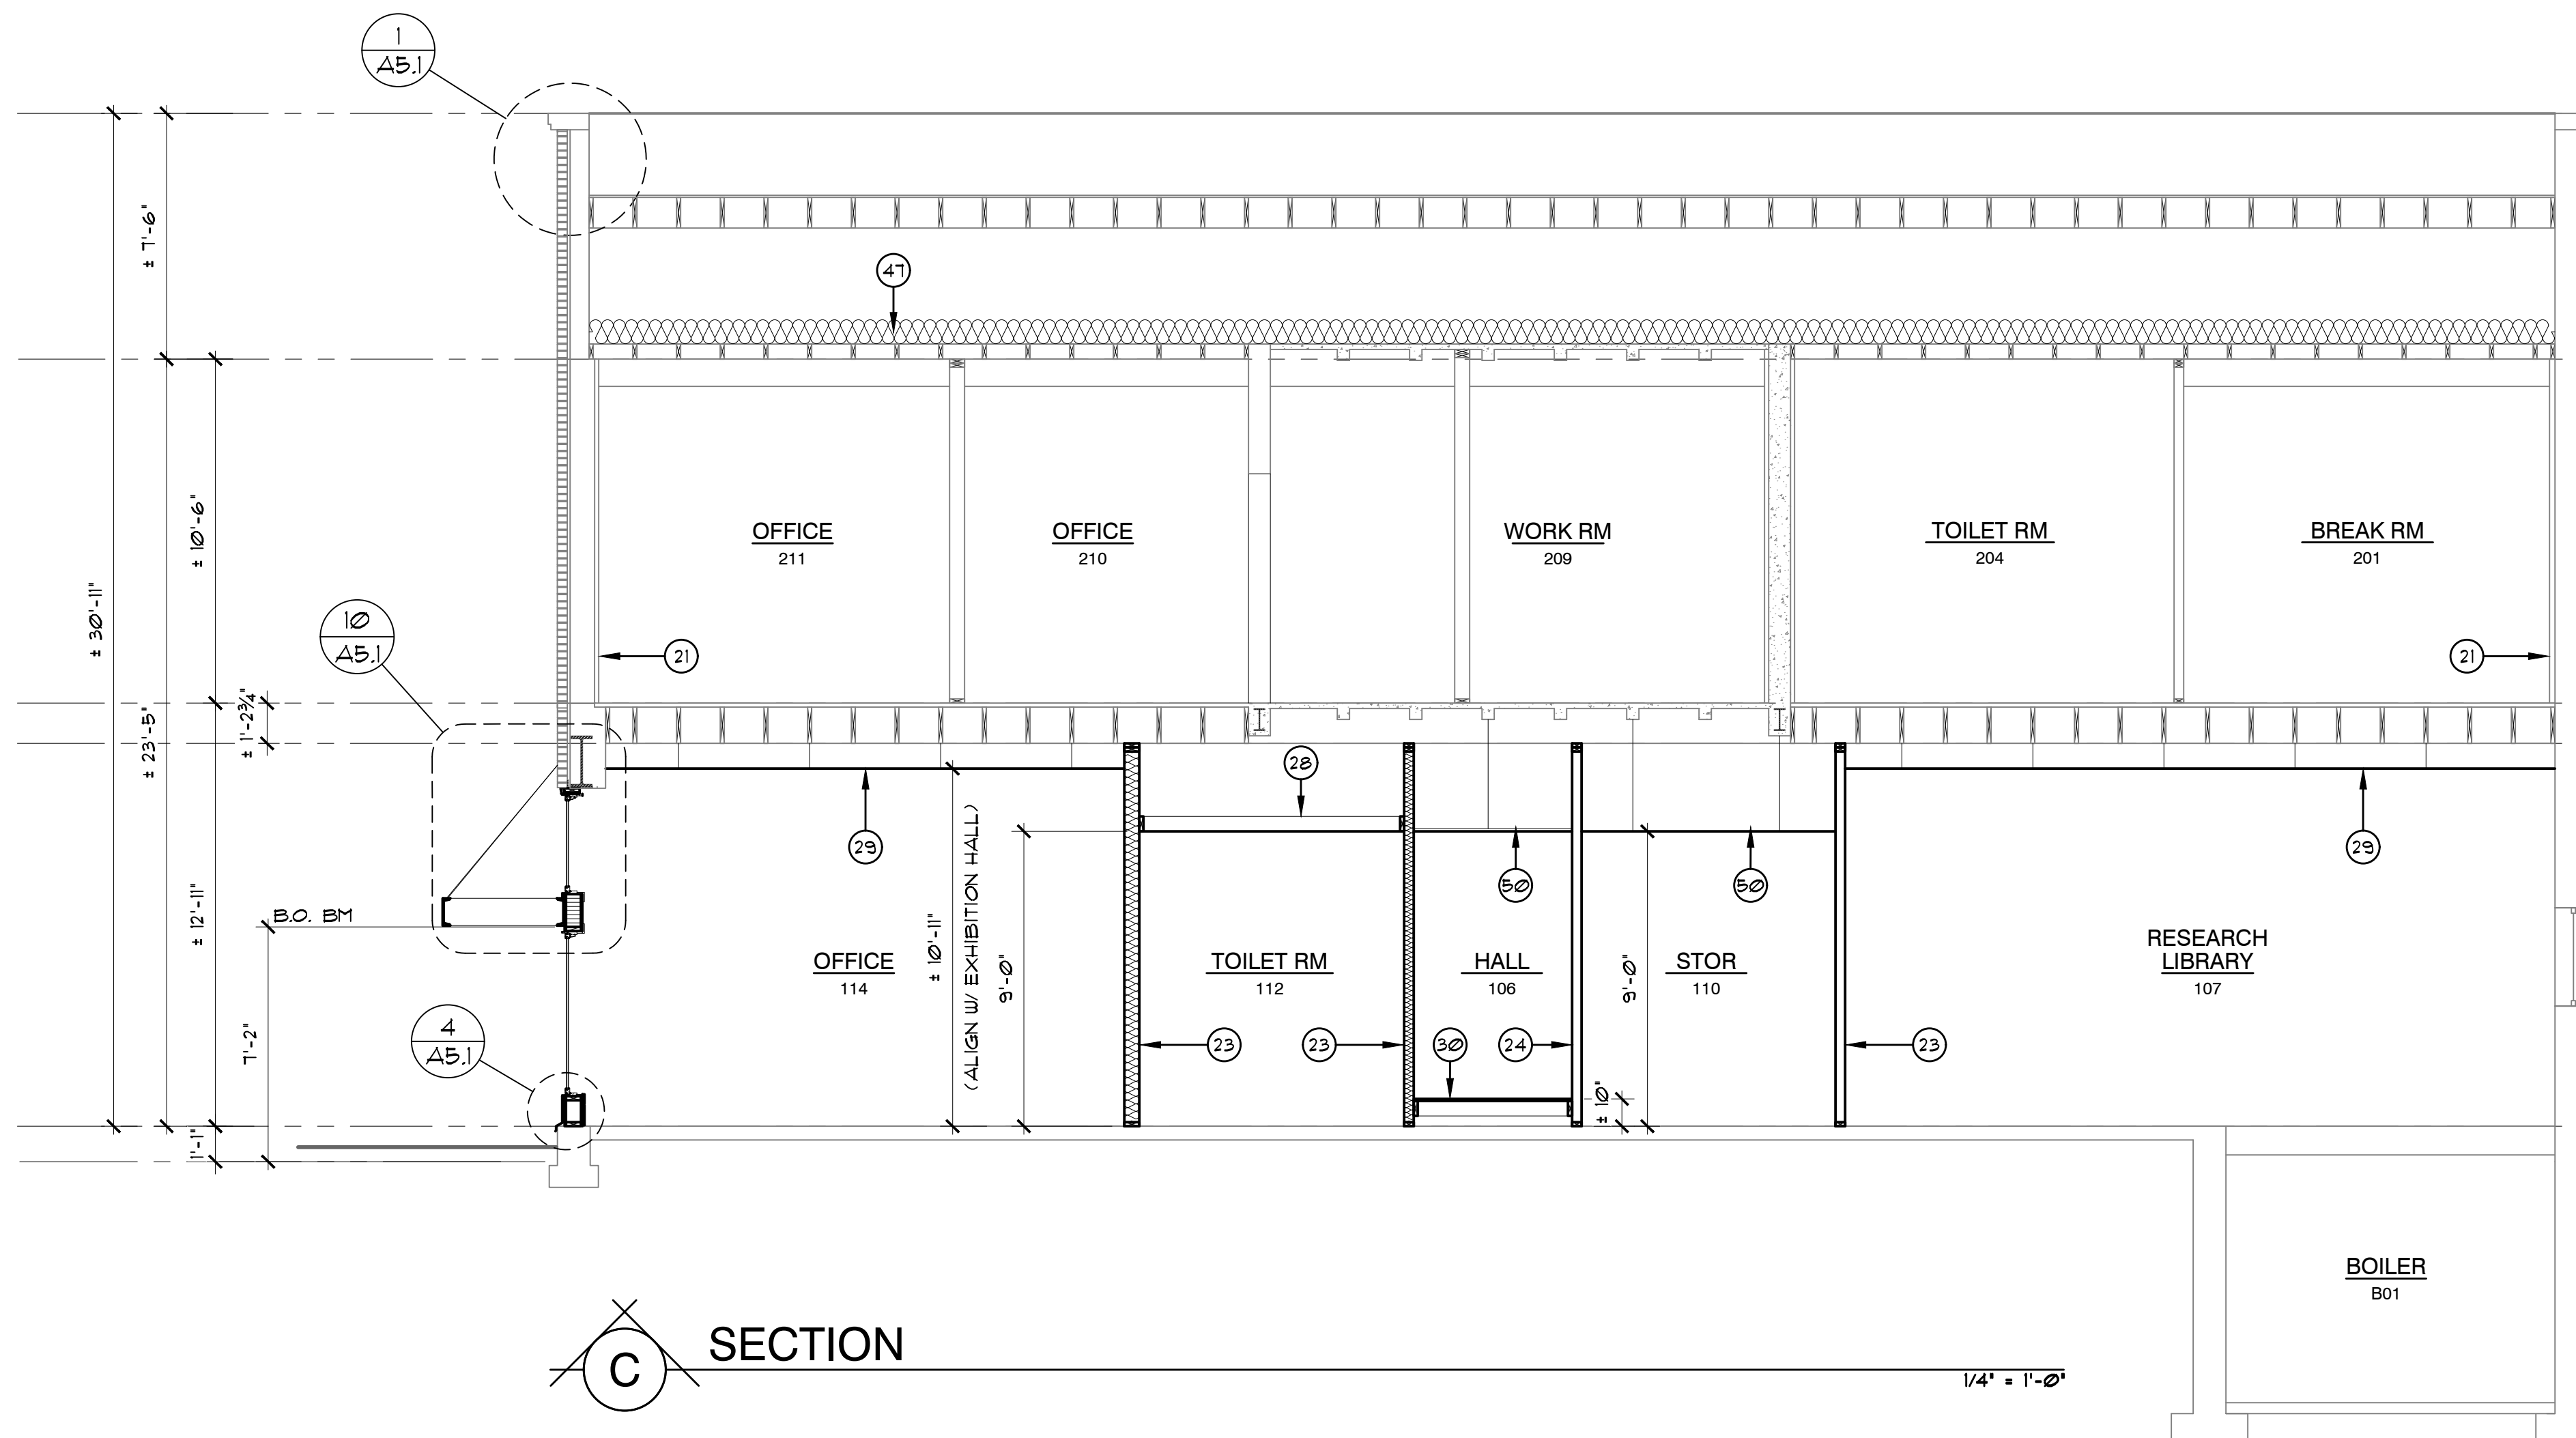 1
A5.1
± 7'-6"
47
± 10'-6"
± 30'-11"
OFFICE
211
OFFICE
210
WORK RM
209
TOILET RM
204
BREAK RM
201
10
A5.1
21
21
± 1'-2¾"
± 23'-5"
28
29
50
50
29
B.O. BM
± 12'-11"
± 10'-11"
(ALIGN W/ EXHIBITION HALL)
9'-0"
9'-0"
OFFICE
114
TOILET RM
112
HALL
106
STOR
110
RESEARCH
LIBRARY
107
4
A5.1
7'-2"
23
23
30
24
23
± 10"
1'-1"
BOILER
B01
C
SECTION
1/4" = 1'-0"